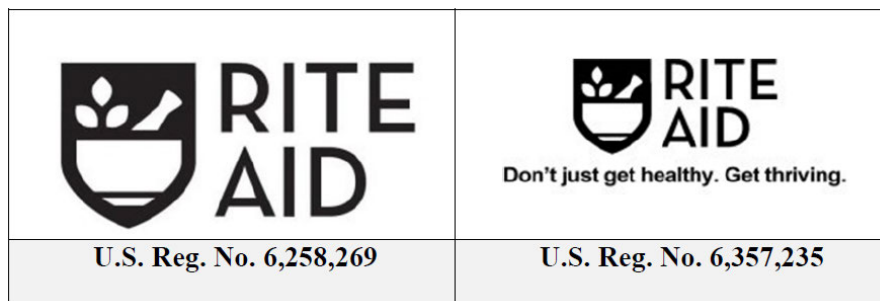 RITE
AID
U.S. Reg. No. 6,258,269
RITE
AID
Don't just get healthy. Get thriving.
U.S. Reg. No. 6,357,235